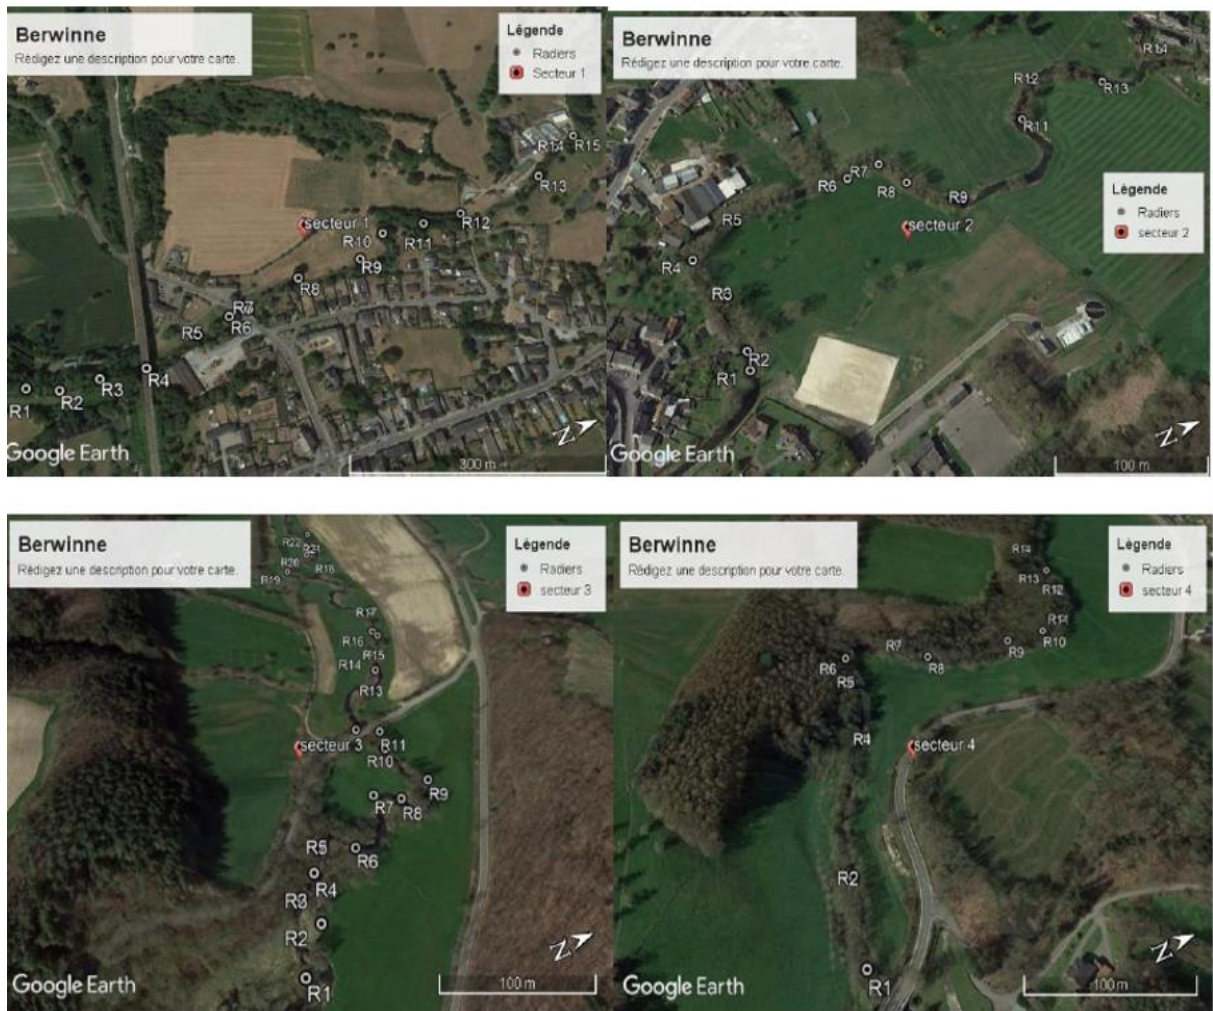 Berwinne
Rédigez une description pour votre carte.
Légende
Radiers
Secteur 1
R14 R15
R13
secteur 1
R12
R10 R11
R9
R8
R7
R5 R6
R4
R3
R1 R2
Google Earth
300 m
N
Berwinne
Rédigez une description pour votre carte.
R14
R12
R13
R11
Légende
Radiers
secteur 2
R7
R6
R8
R9
R5
secteur 2
R4
R3
R2
R1
N
Google Earth
100 m
Berwinne
Rédigez une description pour votre carte.
Légende
Radiers
secteur 3
R22
R21
R20 R18
R19
R17
R16
R15
R14
R13
secteur 3 R11
R10
R9
R7 R8
R5 R6
R4
R3
R2
R1
N
Google Earth
100 m
Berwinne
Rédigez une description pour votre carte.
Légende
Radiers
secteur 4
R14
R13
R12
R11
R10
R7 R9
R6 R8
R5
R4
secteur 4
R2
R1
N
Google Earth
100 m